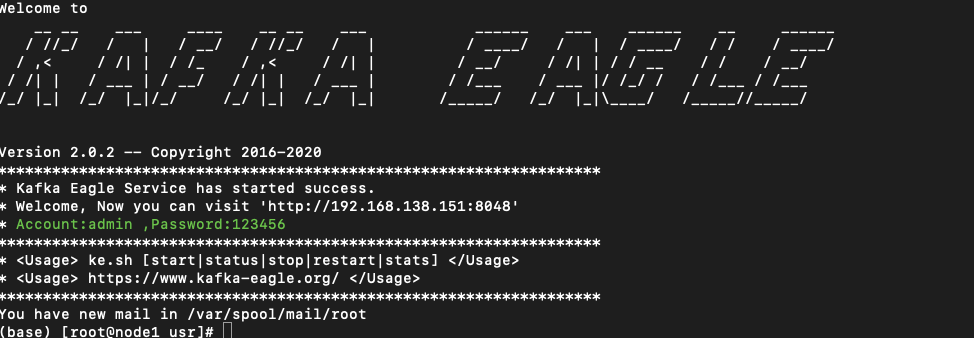 Welcome to
KAFKA EAGLE
Version 2.0.2 -- Copyright 2016-2020
*******************************************************************
* Kafka Eagle Service has started success.
* Welcome, Now you can visit 'http://192.168.138.151:8048'
* Account:admin ,Password:123456
*******************************************************************
* <Usage> ke.sh [start|status|stop|restart|stats] </Usage>
* <Usage> https://www.kafka-eagle.org/ </Usage>
*******************************************************************
You have new mail in /var/spool/mail/root
(base) [root@node1 usr]#